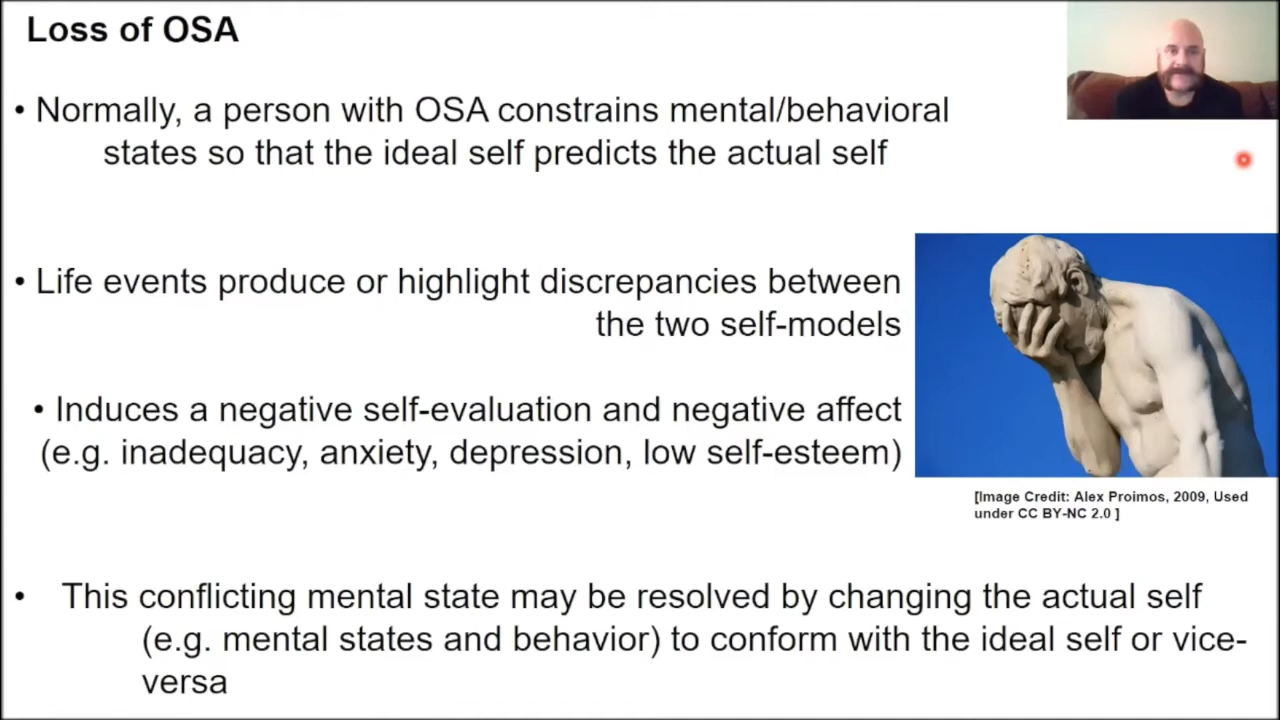 Loss of OSA
• Normally, a person with OSA constrains mental/behavioral
states so that the ideal self predicts the actual self
• Life events produce or highlight discrepancies between
the two self-models
• Induces a negative self-evaluation and negative affect
(e.g. inadequacy, anxiety, depression, low self-esteem)
[Image Credit: Alex Proimos, 2009, Used
under CC BY-NC 2.0 ]
• This conflicting mental state may be resolved by changing the actual self
(e.g. mental states and behavior) to conform with the ideal self or vice-
versa